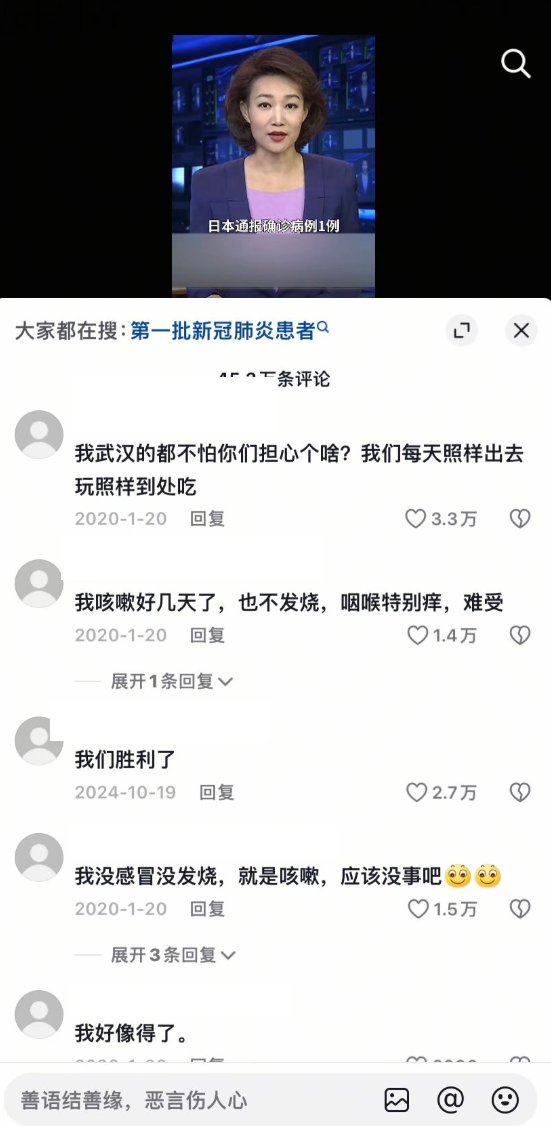 日本通报确诊病例1例
大家都在搜：第一批新冠肺炎患者
条评论
我武汉的都不怕你们担心个啥？我们每天照样出去
玩照样到处吃
2020-1-20 回复 3.3万
我咳嗽好几天了，也不发烧，咽喉特别痒，难受
2020-1-20 回复 1.4万
展开1条回复
我们胜利了
2024-10-19 回复 2.7万
我没感冒没发烧，就是咳嗽，应该没事吧
2020-1-20 回复 1.5万
展开3条回复
我好像得了。
善语结善缘，恶言伤人心